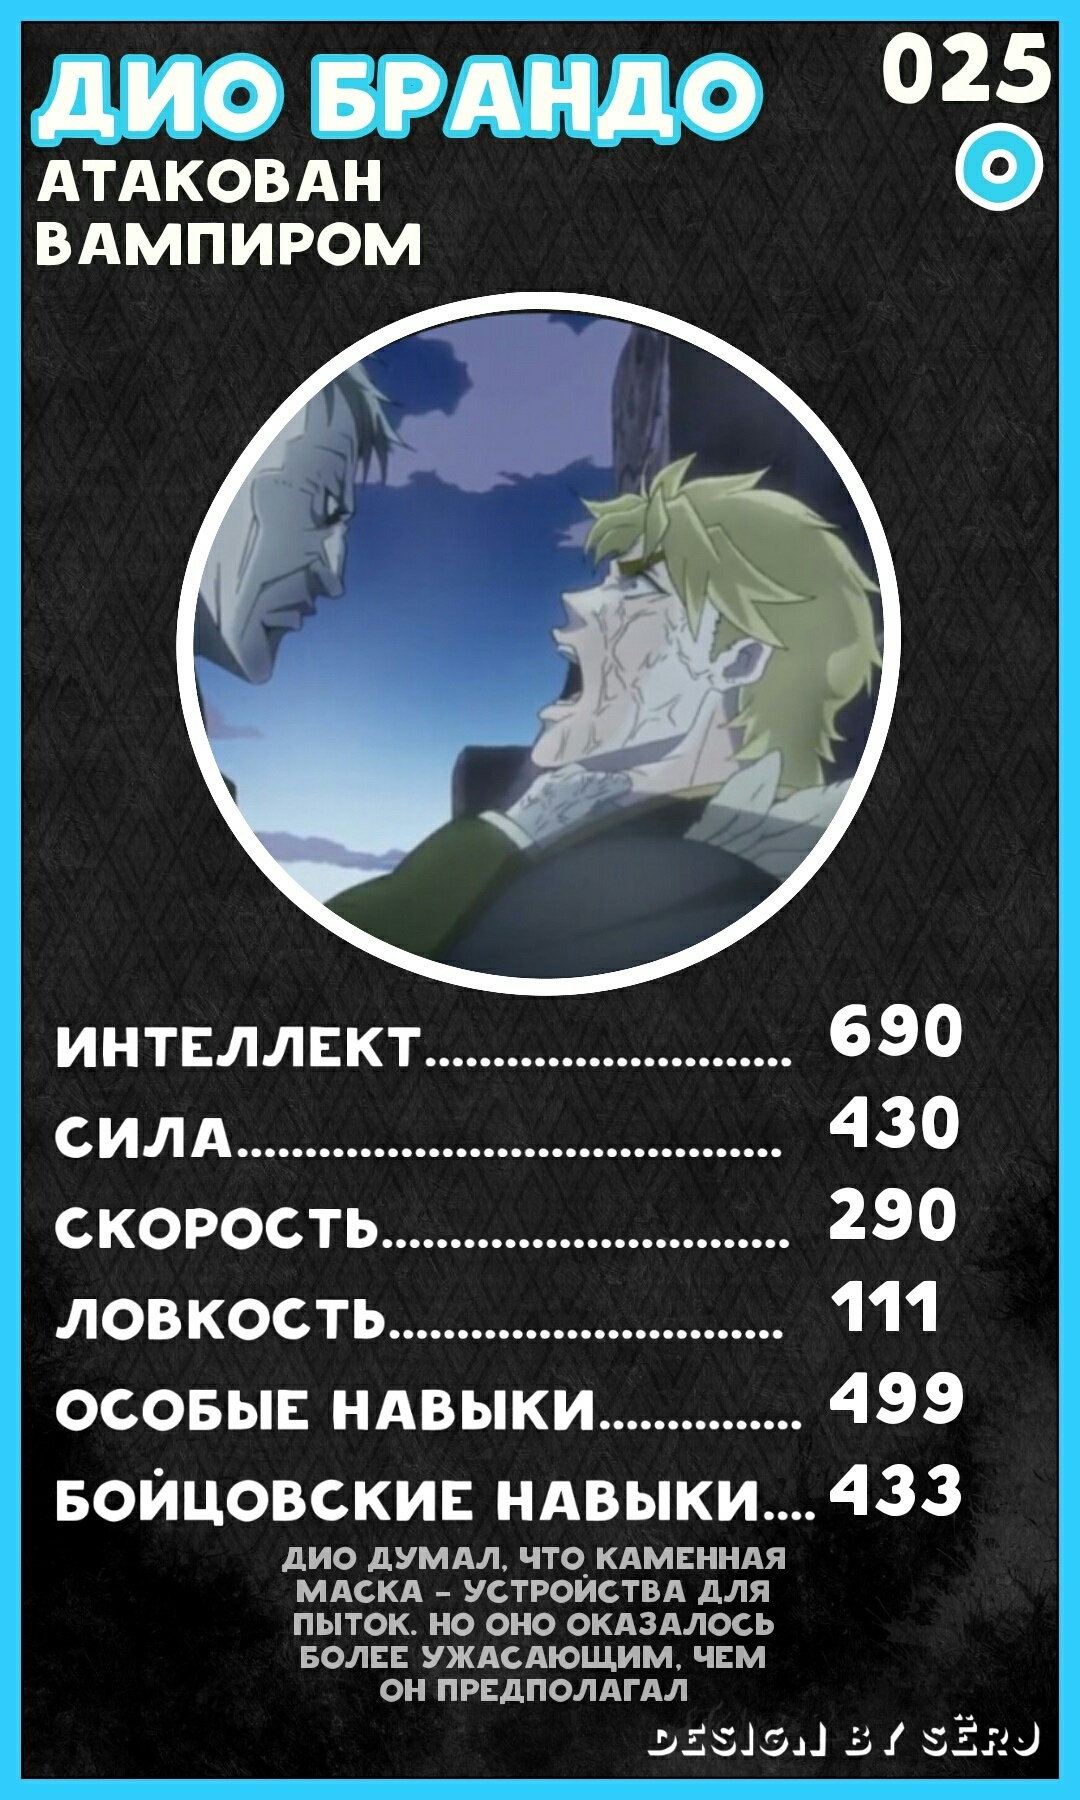 ДИО БРАНДО
025
АТАКОВАН
ВАМПИРОМ
ИНТЕЛЛЕКТ........................... 690
СИЛА........................................ 430
СКОРОСТЬ.............................. 290
ЛОВКОСТЬ............................. 111
ОСОБЫЕ НАВЫКИ............... 499
БОЙЦОВСКИЕ НАВЫКИ.... 433
ДИО ДУМАЛ, ЧТО КАМЕННАЯ
МАСКА - УСТРОЙСТВА ДЛЯ
ПЫТОК. НО ОНО ОКАЗАЛОСЬ
БОЛЕЕ УЖАСАЮЩИМ, ЧЕМ
ОН ПРЕДПОЛАГАЛ
DESIGN BY SЁRJ